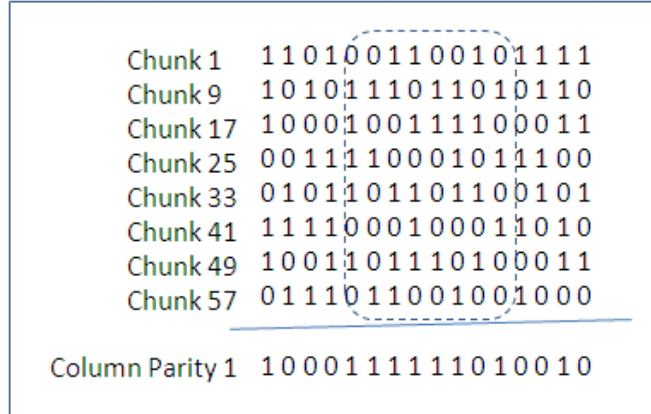 Chunk 1 1 1 0 1 0 0 1 1 0 0 1 0 1 1 1 1
Chunk 9 1 0 1 0 1 1 1 0 1 1 0 1 0 1 1 0
Chunk 17 1 0 0 0 1 0 0 1 1 1 1 0 0 0 1 1
Chunk 25 0 0 1 1 1 1 0 0 0 1 0 1 1 1 0 0
Chunk 33 0 1 0 1 1 0 1 1 0 1 1 0 0 1 0 1
Chunk 41 1 1 1 1 0 0 0 1 0 0 0 1 1 0 1 0
Chunk 49 1 0 0 1 1 0 1 1 1 0 1 0 0 0 1 1
Chunk 57 0 1 1 1 0 1 1 0 0 1 0 0 1 0 0 0
Column Parity 1 1 0 0 0 1 1 1 1 1 1 0 1 0 0 1 0